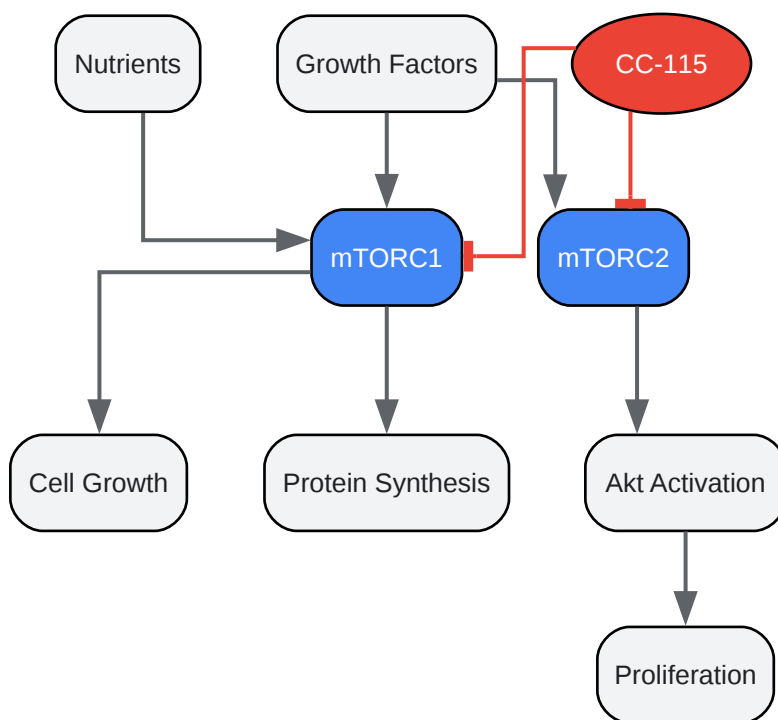 Nutrients
Growth Factors
CC-115
mTORC1
mTORC2
Cell Growth
Protein Synthesis
Akt Activation
Proliferation